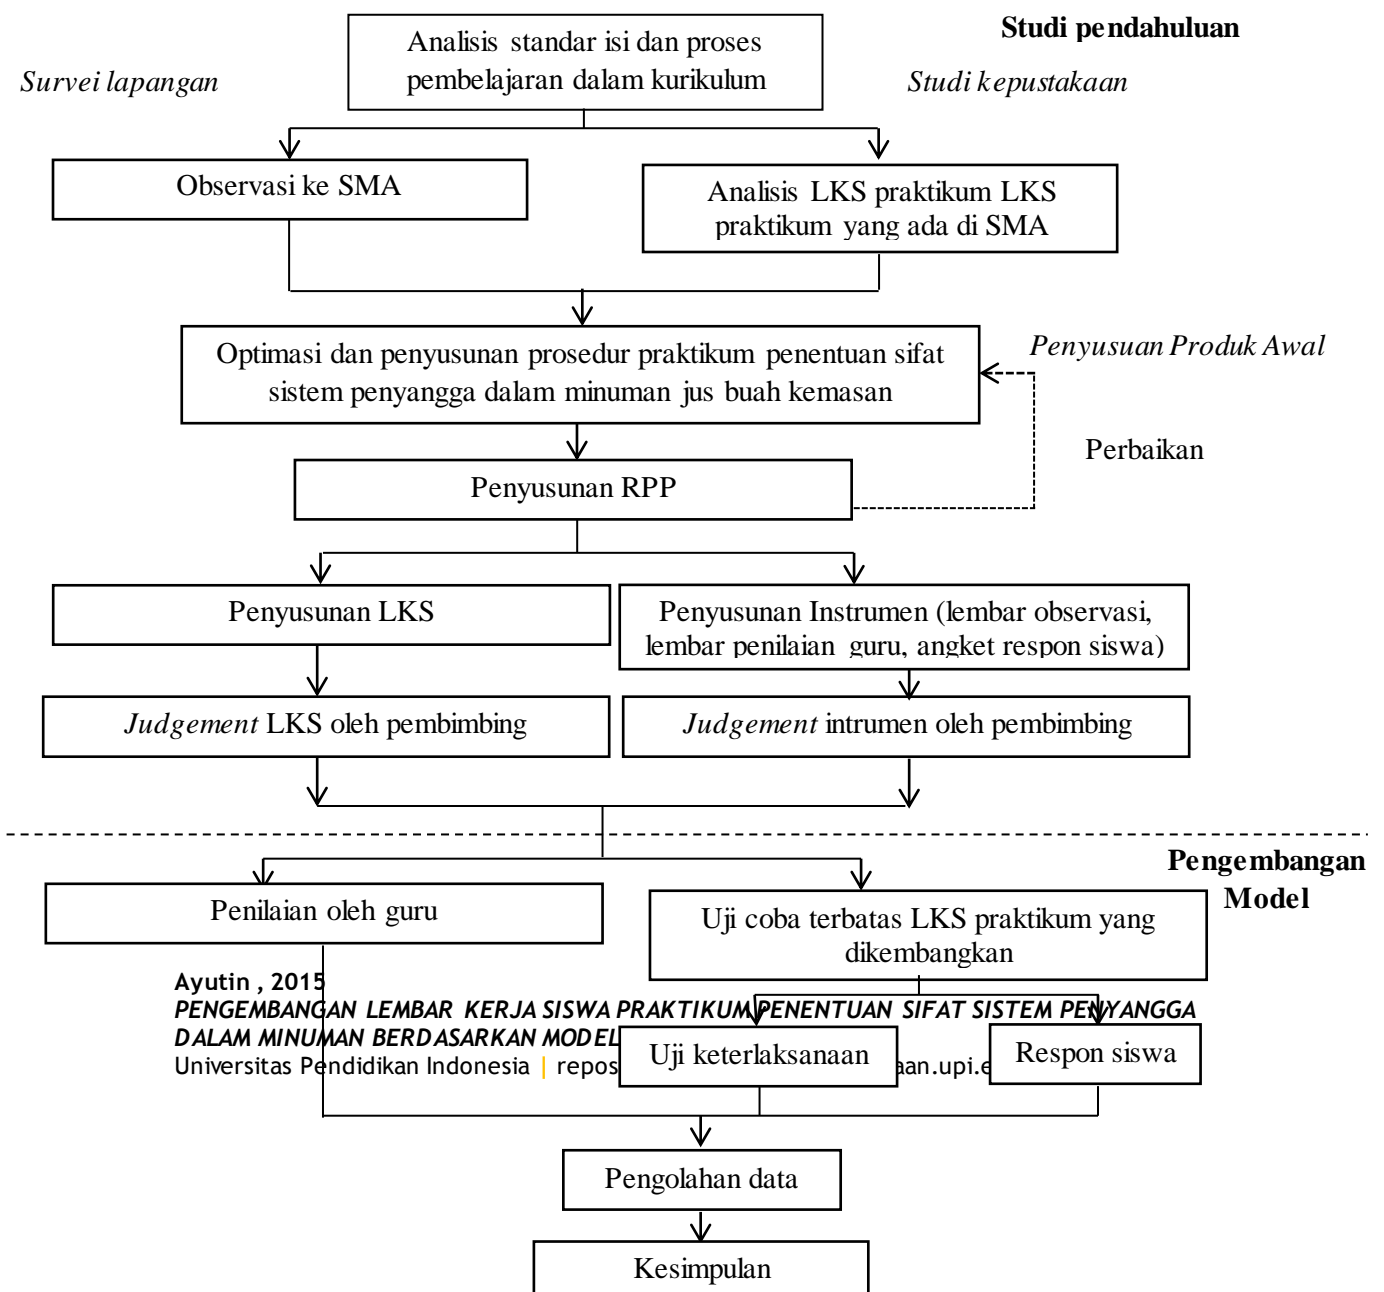 Studi pendahuluan
Analisis standar isi dan proses
pembelajaran dalam kurikulum
Survei lapangan
Studi kepustakaan
Observasi ke SMA
Analisis LKS praktikum LKS
praktikum yang ada di SMA
Optimasi dan penyusunan prosedur praktikum penentuan sifat
sistem penyangga dalam minuman jus buah kemasan
Penyusuan Produk Awal
Perbaikan
Penyusunan RPP
Penyusunan LKS
Penyusunan Instrumen (lembar observasi,
lembar penilaian guru, angket respon siswa)
Judgement LKS oleh pembimbing
Judgement intrumen oleh pembimbing
Pengembangan
Model
Penilaian oleh guru
Uji coba terbatas LKS praktikum yang
dikembangkan
Ayutin , 2015
PENGEMBANGAN LEMBAR KERJA SISWA PRAKTIKUM PENENTUAN SIFAT SISTEM PENYANGGA
DALAM MINUMAN BERDASARKAN MODEL
Universitas Pendidikan Indonesia | repos
aan.upi.e
Uji keterlaksanaan
Respon siswa
Pengolahan data
Kesimpulan